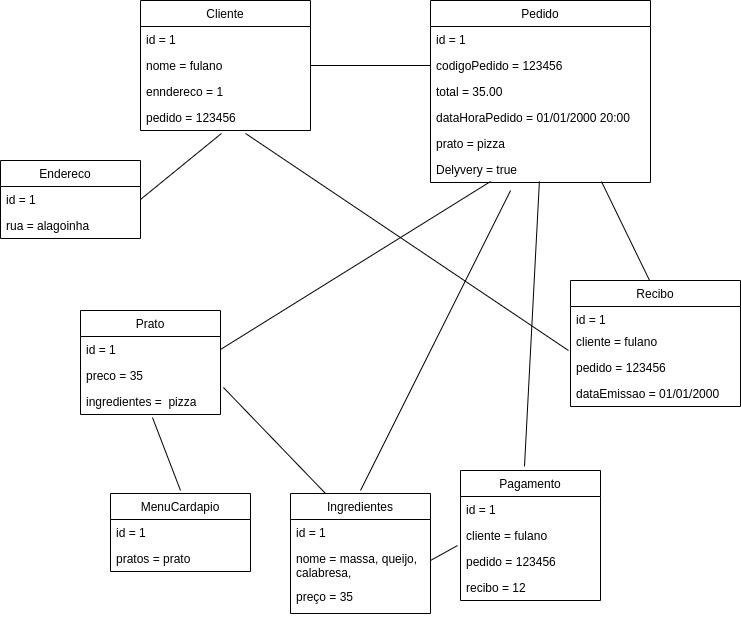 Cliente
id = 1
nome = fulano
enndereco = 1
pedido = 123456
Pedido
id = 1
codigoPedido = 123456
total = 35.00
dataHoraPedido = 01/01/2000 20:00
prato = pizza
Delyvery = true
Endereco
id = 1
rua = alagoinha
Recibo
id = 1
cliente = fulano
pedido = 123456
dataEmissao = 01/01/2000
Prato
id = 1
preco = 35
ingredientes =  pizza
MenuCardapio
id = 1
pratos = prato
Ingredientes
id = 1
nome = massa, queijo,
calabresa,
preço = 35
Pagamento
id = 1
cliente = fulano
pedido = 123456
recibo = 12